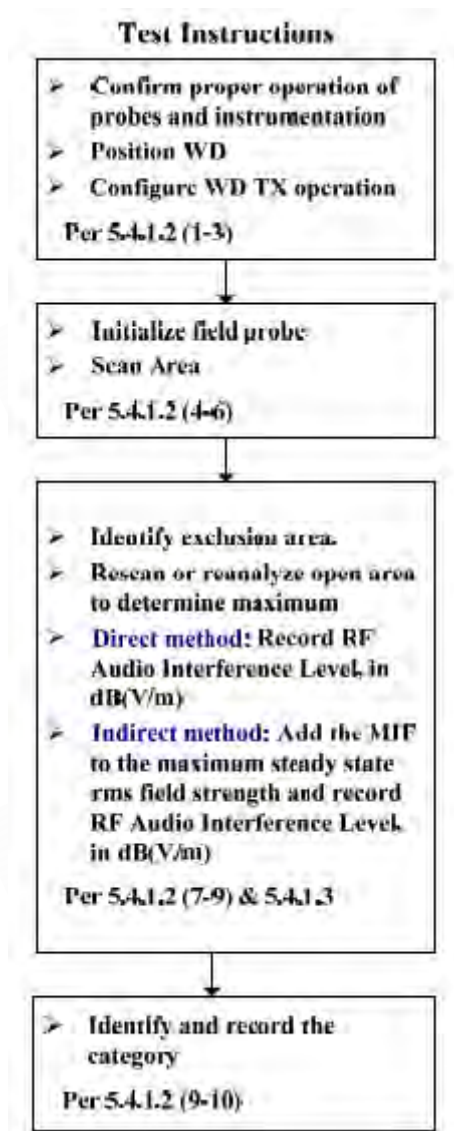 Test Instructions
➢ Confirm proper operation of
probes and instrumentation
➢ Position WD
➢ Configure WD TX operation
Per 5.4.1.2 (1-3)
➢ Initialize field probe
➢ Scan Area
Per 5.4.1.2 (4-6)
➢ Identify exclusion area.
➢ Rescan or reanalyze open area
to determine maximum
➢ Direct method: Record RF
Audio Interference Level, in
dB(V/m)
➢ Indirect method: Add the MIF
to the maximum steady state
rms field strength and record
RF Audio Interference Level,
in dB(V/m)
Per 5.4.1.2 (7-9) & 5.4.1.3
➢ Identify and record the
category
Per 5.4.1.2 (9-10)